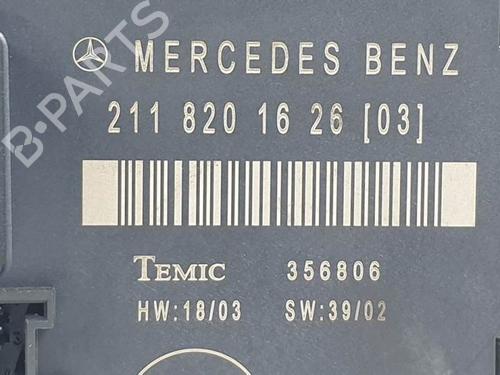 B-PARTS
MERCEDES BENZ
211 820 16 26 [03]
TEMIC 356806
HW:18/03 SW:39/02